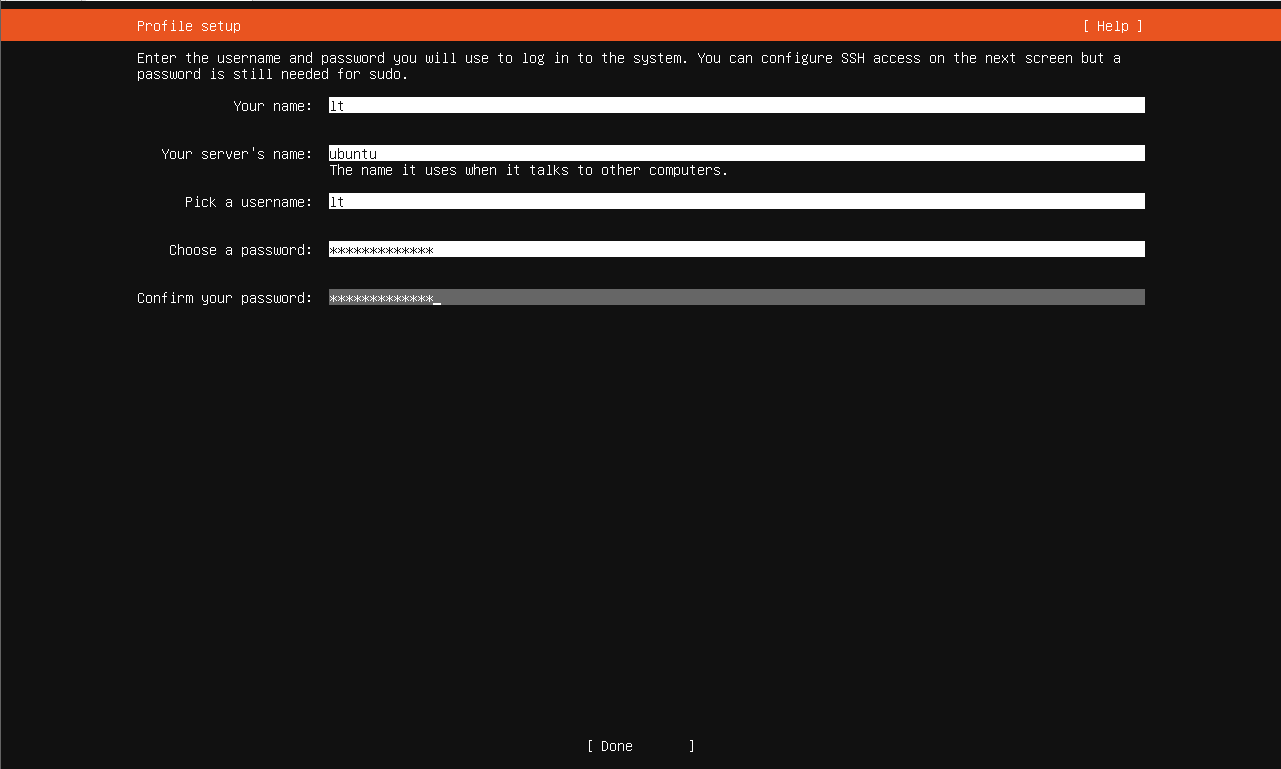 Profile setup [ Help ]
Enter the username and password you will use to log in to the system. You can configure SSH access on the next screen but a
password is still needed for sudo.
Your name: lt
Your server's name: ubuntu
The name it uses when it talks to other computers.
Pick a username: lt
Choose a password: *************
Confirm your password: *************_
[ Done ]